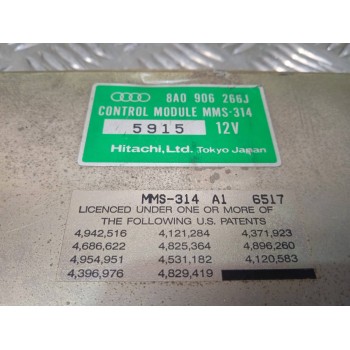 8A0 906 266J
CONTROL MODULE MMS-314
5915 12V
Hitachi, Ltd. Tokyo Japan
MMS-314 A1 6517
LICENCED UNDER ONE OR MORE OF
THE FOLLOWING U.S. PATENTS
4,942,516 4,121,284 4,371,923
4,686,622 4,825,364 4,896,260
4,954,951 4,531,182 4,120,583
4,396,976 4,829,419